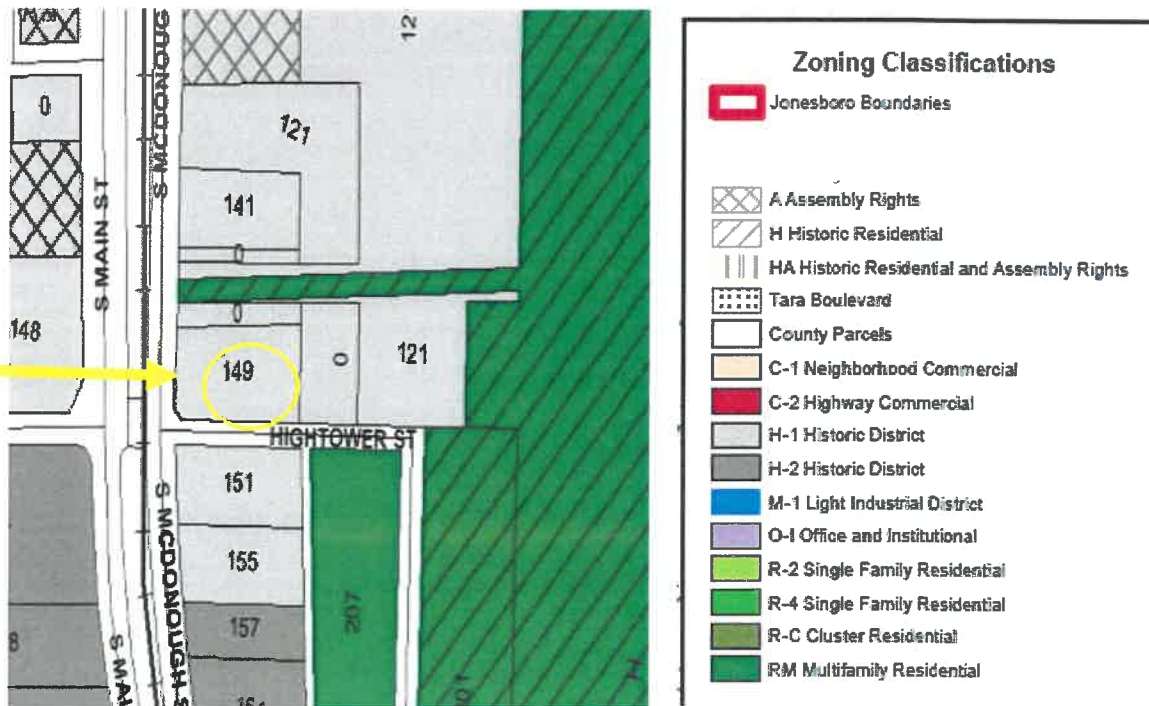 12
0
121
S MCDONOUG
S MAIN ST
141
0
0
148
149
0
121
HIGHTOWER ST
151
155
S MCDONOUGH S
157
207
S MAI
Zoning Classifications
Jonesboro Boundaries
A Assembly Rights
H Historic Residential
HA Historic Residential and Assembly Rights
Tara Boulevard
County Parcels
C-1 Neighborhood Commercial
C-2 Highway Commercial
H-1 Historic District
H-2 Historic District
M-1 Light Industrial District
O-I Office and Institutional
R-2 Single Family Residential
R-4 Single Family Residential
R-C Cluster Residential
RM Multifamily Residential